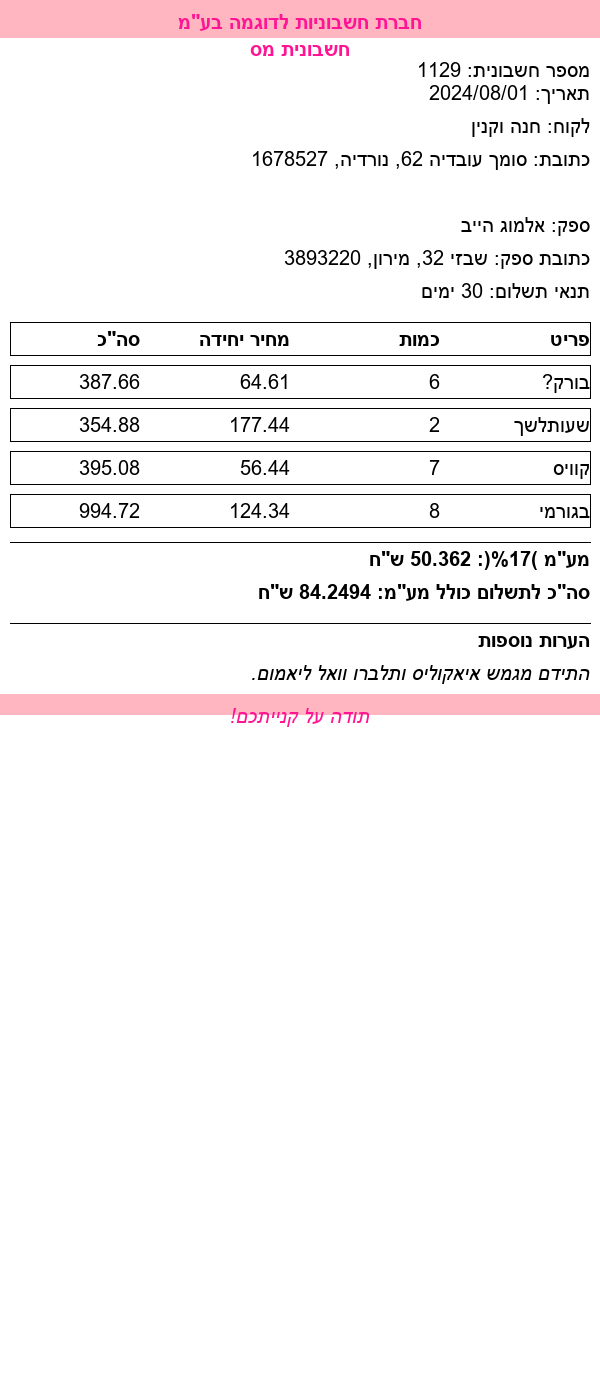 חברת חשבוניות לדוגמה בע"מ
חשבונית מס
מספר חשבונית: 1129
תאריך: 2024/08/01
לקוח: חנה וקנין
כתובת: סומך עובדיה 62, נורדיה, 1678527
ספק: אלמוג הייב
כתובת ספק: שבזי 32, מירון, 3893220
תנאי תשלום: 30 ימים
פריט כמות מחיר יחידה סה"כ
בורק? 6 64.61 387.66
שעותלשך 2 177.44 354.88
קוויס 7 56.44 395.08
בגורמי 8 124.34 994.72
מע"מ )17%(: 50.362 ש"ח
סה"כ לתשלום כולל מע"מ: 84.2494 ש"ח
הערות נוספות
התידם מגמש איאקוליס ותלברו וואל ליאמום.
תודה על קנייתכם!